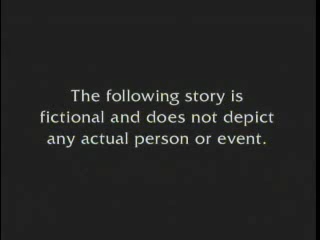 The following story is
fictional and does not depict
any actual person or event.